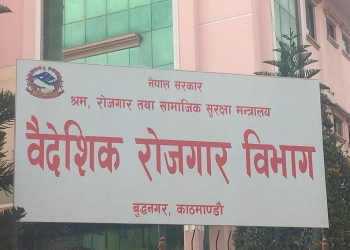 नेपाल सरकार
श्रम, रोजगार तथा सामाजिक सुरक्षा मन्त्रालय
वैदेशिक रोजगार विभाग
बुद्धनगर, काठमाण्डौ